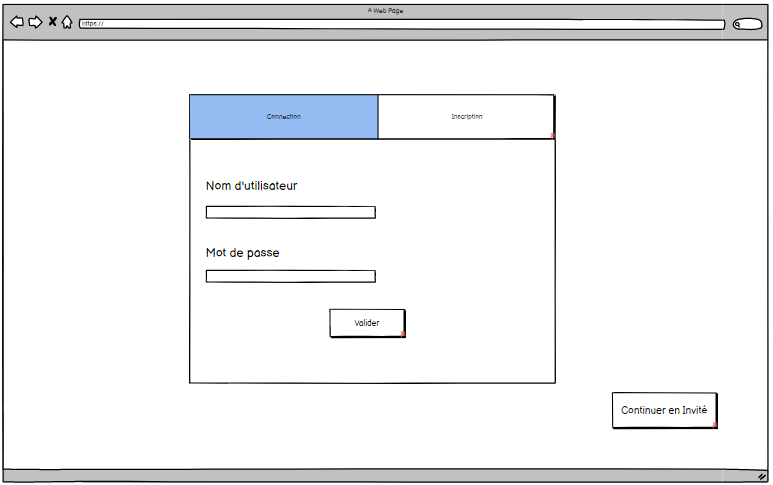 A Web Page
https://
Connection
Inscription
Nom d'utilisateur
Mot de passe
Valider
Continuer en Invité